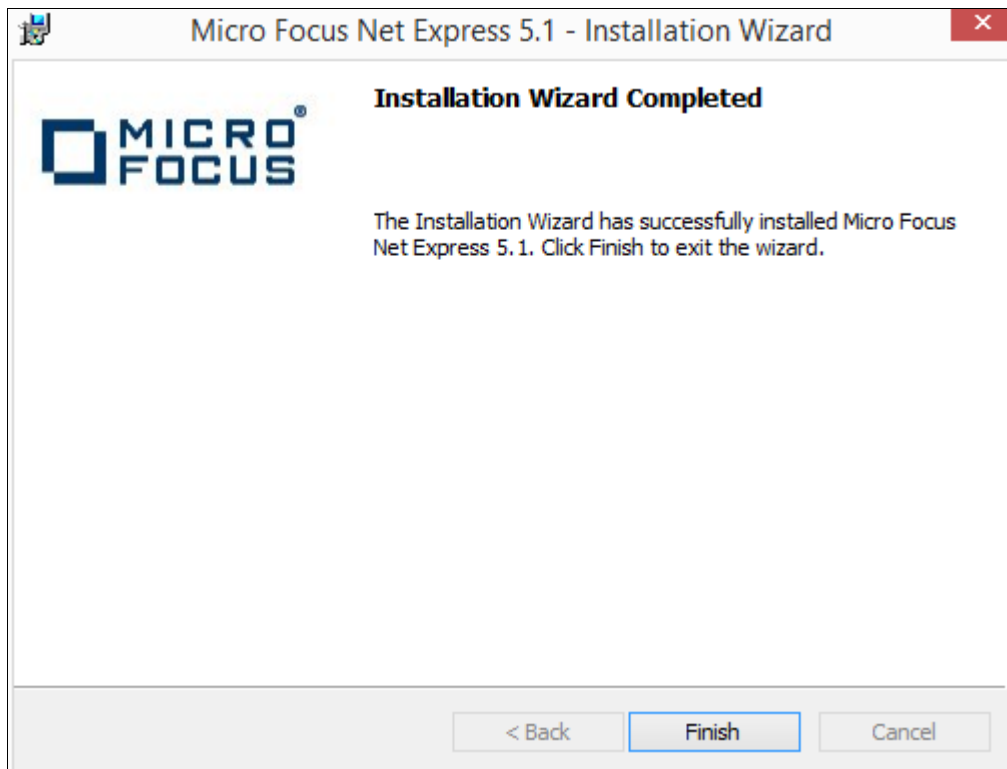 Micro Focus Net Express 5.1 - Installation Wizard
MICRO
FOCUS®
Installation Wizard Completed
The Installation Wizard has successfully installed Micro Focus
Net Express 5.1. Click Finish to exit the wizard.
< Back
Finish
Cancel